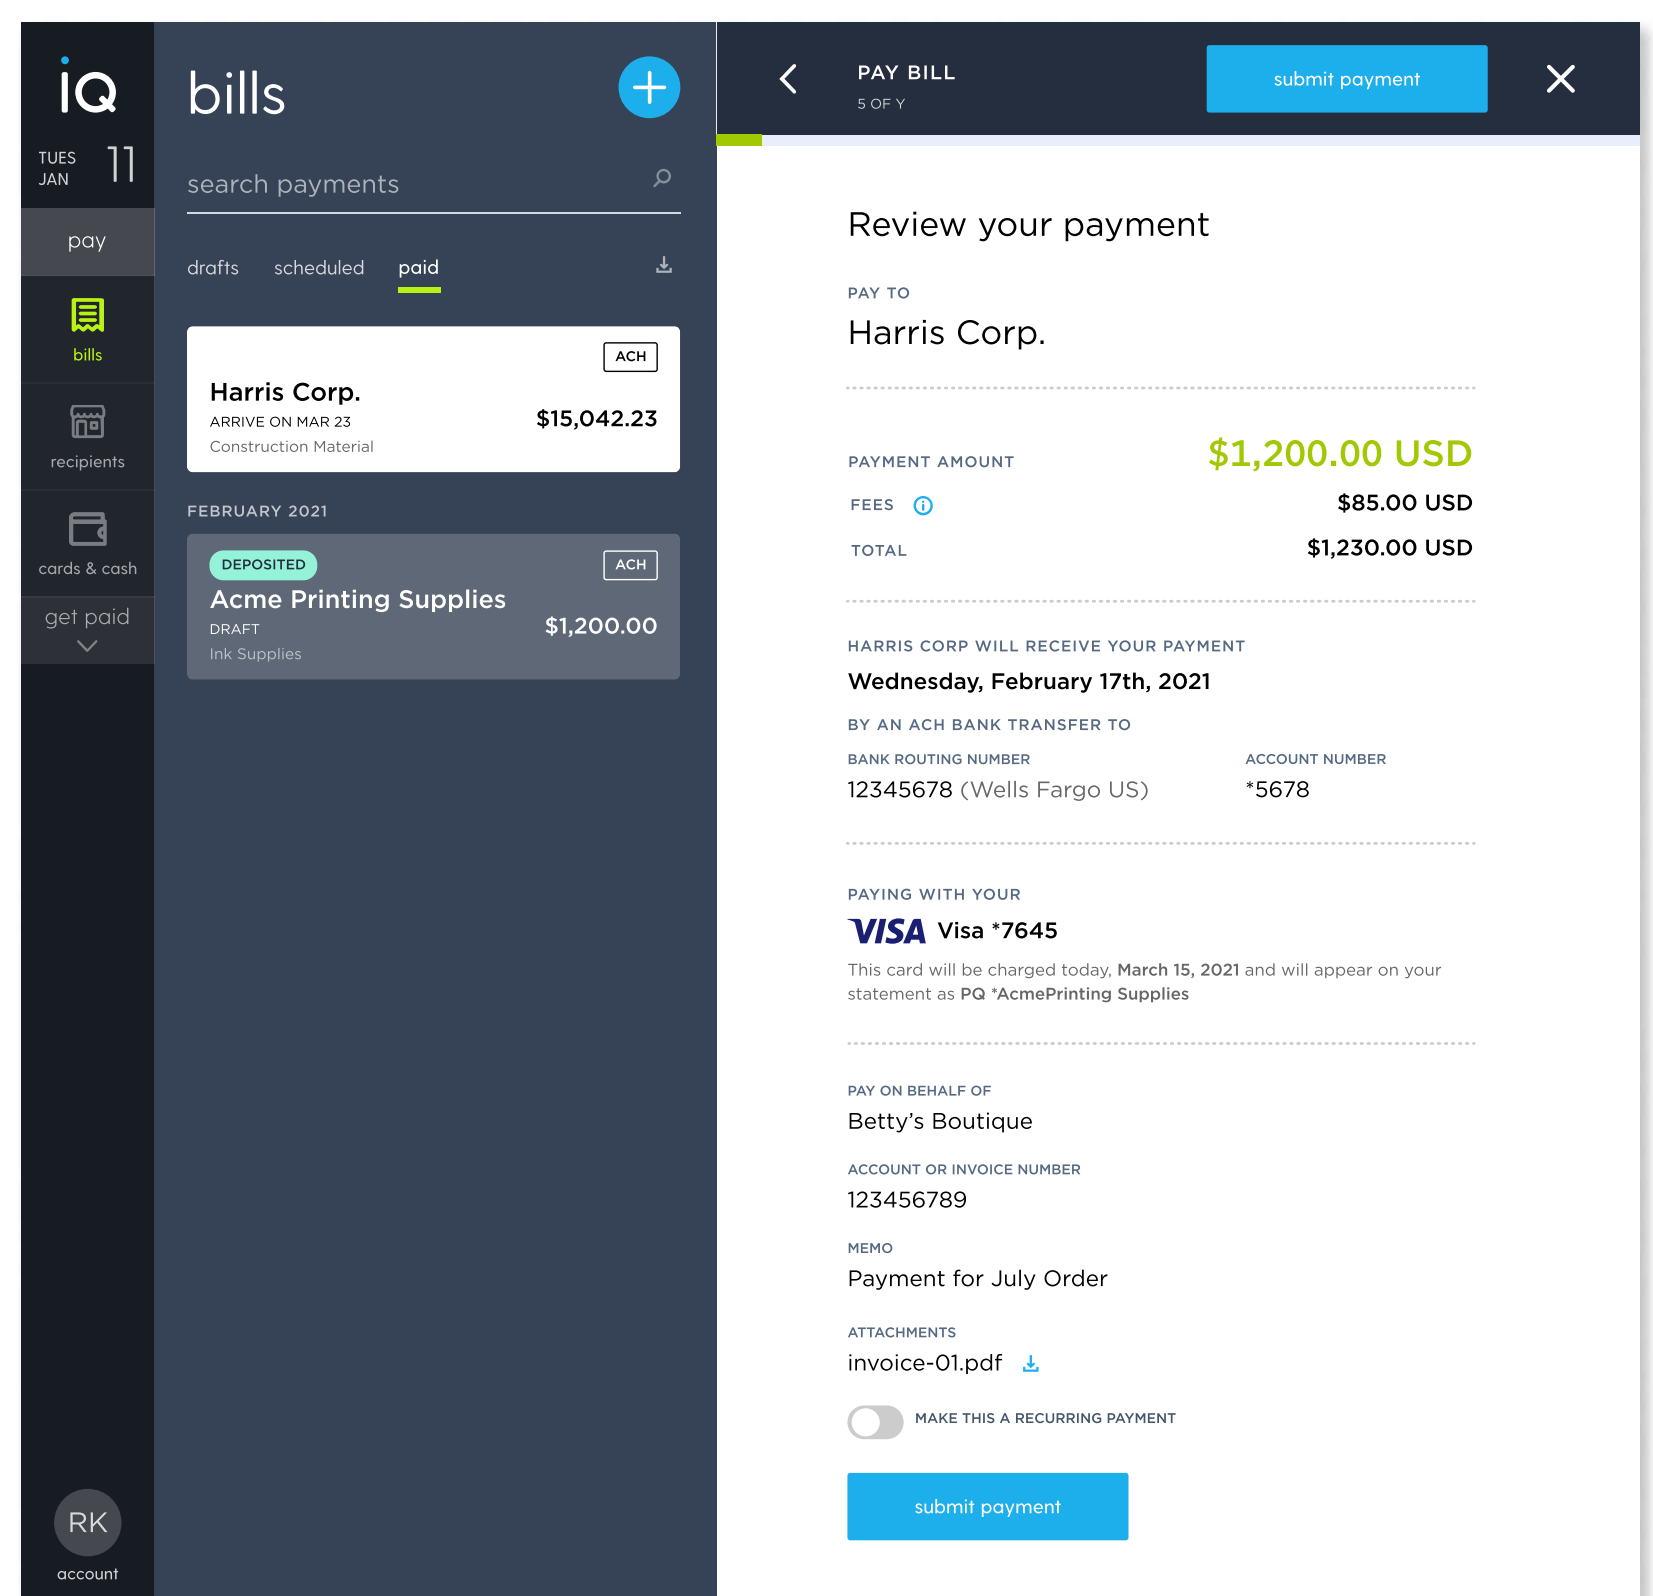 iQ
TUES
JAN
11
pay
bills
recipients
cards & cash
get paid
RK
account
bills
search payments
drafts
scheduled
paid
ACH
Harris Corp.
ARRIVE ON MAR 23
$15,042.23
Construction Material
FEBRUARY 2021
DEPOSITED
ACH
Acme Printing Supplies
DRAFT
$1,200.00
Ink Supplies
PAY BILL
5 OF Y
submit payment
Review your payment
PAY TO
Harris Corp.
PAYMENT AMOUNT
$1,200.00 USD
FEES
$85.00 USD
TOTAL
$1,230.00 USD
HARRIS CORP WILL RECEIVE YOUR PAYMENT
Wednesday, February 17th, 2021
BY AN ACH BANK TRANSFER TO
BANK ROUTING NUMBER
12345678 (Wells Fargo US)
ACCOUNT NUMBER
*5678
PAYING WITH YOUR
VISA Visa *7645
This card will be charged today, March 15, 2021 and will appear on your
statement as PQ *AcmePrinting Supplies
PAY ON BEHALF OF
Betty’s Boutique
ACCOUNT OR INVOICE NUMBER
123456789
MEMO
Payment for July Order
ATTACHMENTS
invoice-01.pdf
MAKE THIS A RECURRING PAYMENT
submit payment